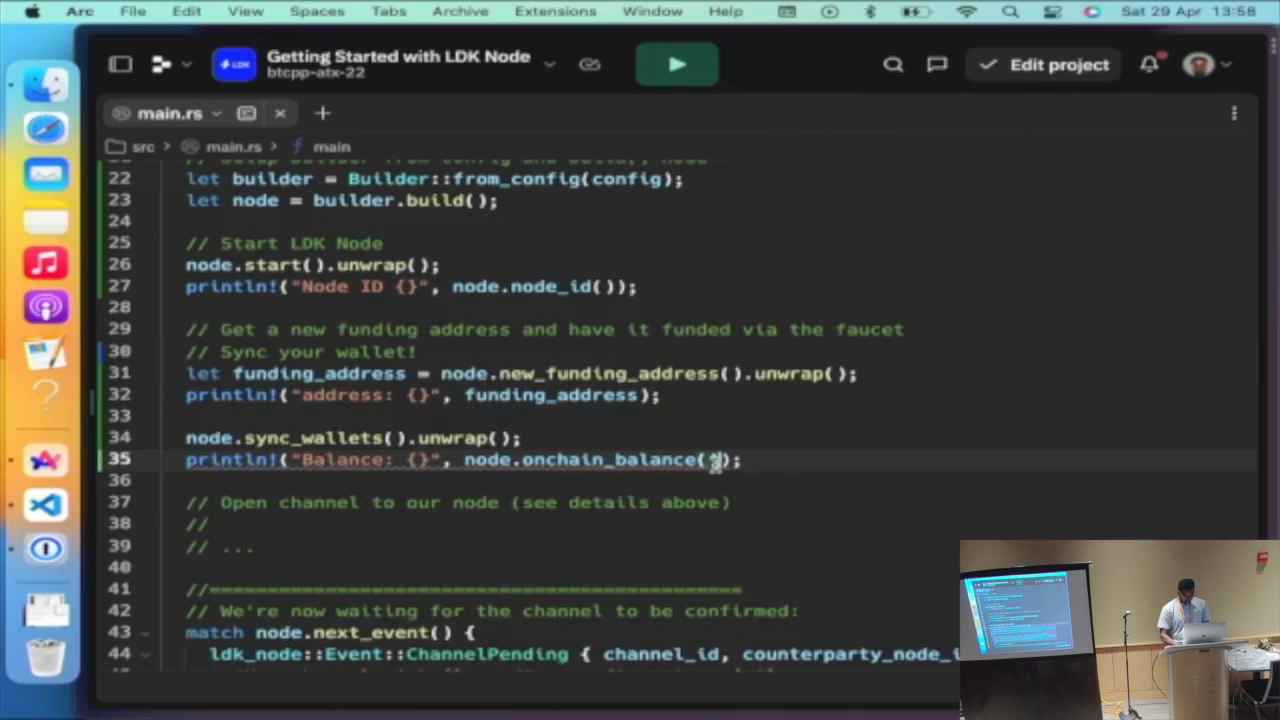 Arc File Edit View Spaces Tabs Archive Extensions Window Help Sat 29 Apr 13:58
LDK Getting Started with LDK Node
btcpp-atx-22
Edit project
main.rs
src > main.rs > f main
22 let builder = Builder::from_config(config);
23 let node = builder.build();
24
25 // Start LDK Node
26 node.start().unwrap();
27 println!("Node ID {}", node.node_id());
28
29 // Get a new funding address and have it funded via the faucet
30 // Sync your wallet!
31 let funding_address = node.new_funding_address().unwrap();
32 println!("address: {}", funding_address);
33
34 node.sync_wallets().unwrap();
35 println!("Balance: {}", node.onchain_balance();
36
37 // Open channel to our node (see details above)
38 //
39 // ...
40
41 //==============================================
42 // We're now waiting for the channel to be confirmed:
43 match node.next_event() {
44 ldk_node::Event::ChannelPending { channel_id, counterparty_node_i